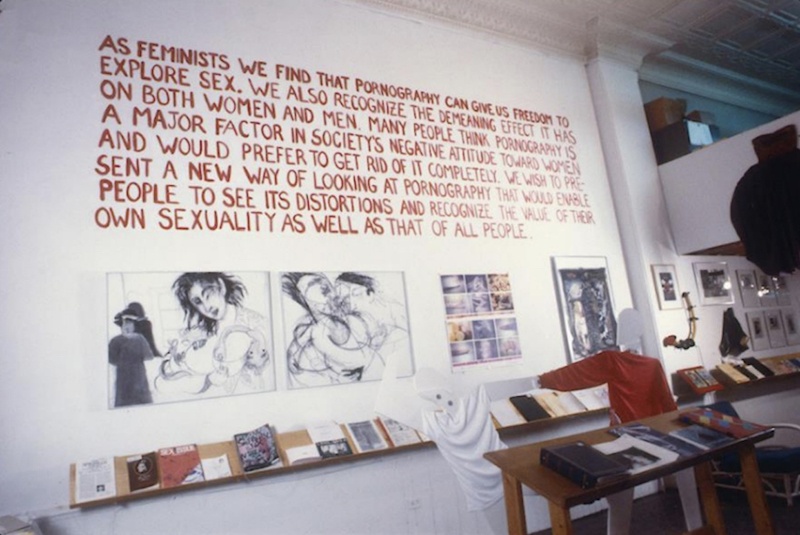 AS FEMINISTS WE FIND THAT PORNOGRAPHY CAN GIVE US FREEDOM TO
EXPLORE SEX. WE ALSO RECOGNIZE THE DEMEANING EFFECT IT HAS
ON BOTH WOMEN AND MEN. MANY PEOPLE THINK PORNOGRAPHY IS
A MAJOR FACTOR IN SOCIETY'S NEGATIVE ATTITUDE TOWARD WOMEN
AND WOULD PREFER TO GET RID OF IT COMPLETELY. WE WISH TO PRE-
SENT A NEW WAY OF LOOKING AT PORNOGRAPHY THAT WOULD ENABLE
PEOPLE TO SEE ITS DISTORTIONS AND RECOGNIZE THE VALUE OF THEIR
OWN SEXUALITY AS WELL AS THAT OF ALL PEOPLE.